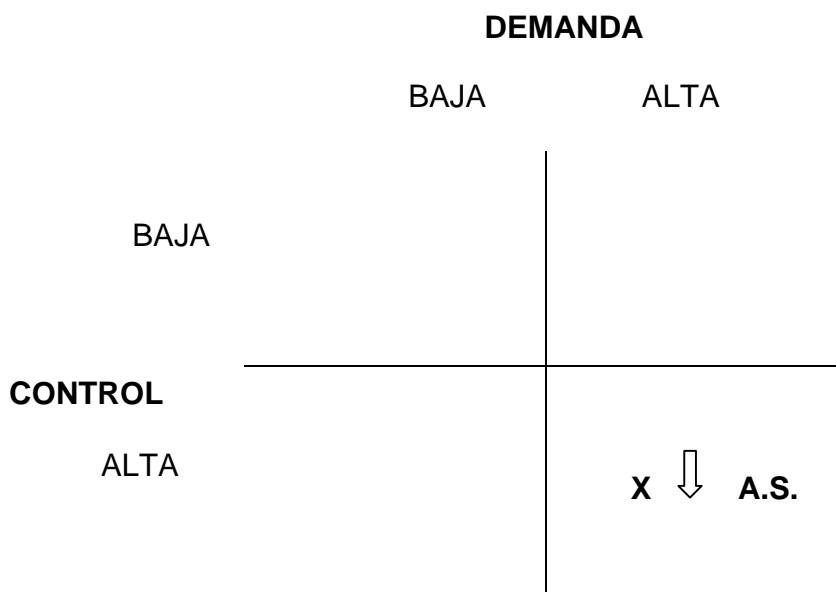 DEMANDA
BAJA ALTA
BAJA
CONTROL
ALTA
X A.S.